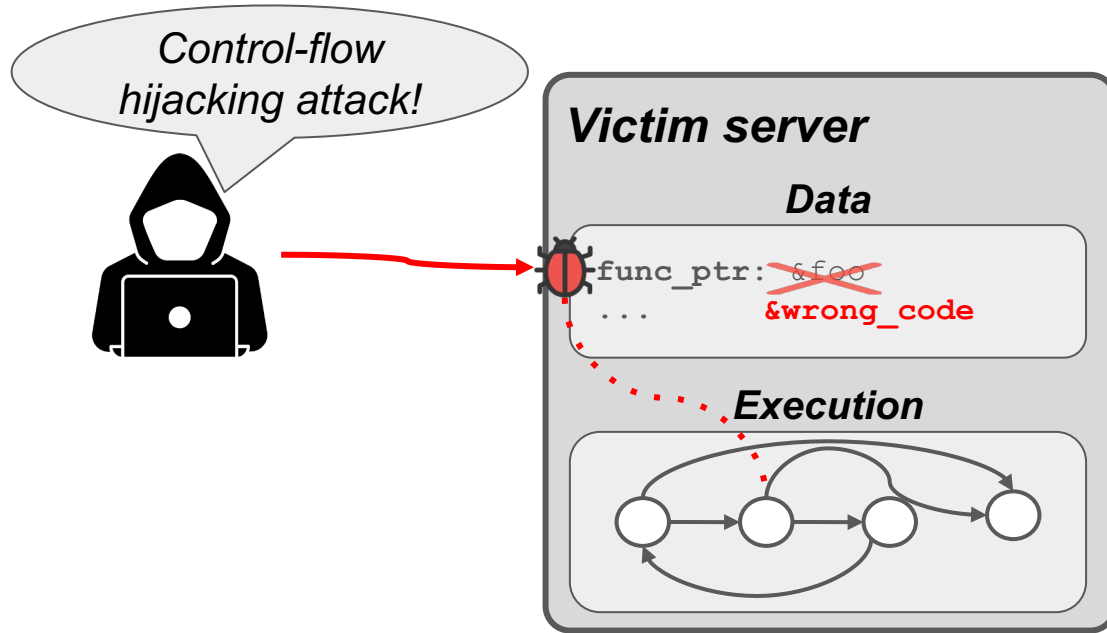 Control-flow
hijacking attack!
Victim server
Data
func_ptr: &foo
... &wrong_code
Execution